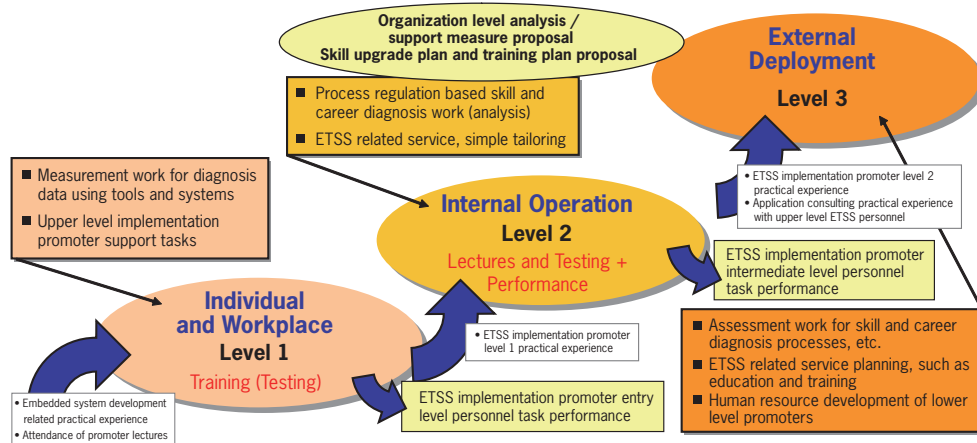 Organization level analysis /
support measure proposal
Skill upgrade plan and training plan proposal
■ Process regulation based skill and
career diagnosis work (analysis)
■ ETSS related service, simple tailoring
External
Deployment
Level 3
■ Measurement work for diagnosis
data using tools and systems
■ Upper level implementation
promoter support tasks
• ETSS implementation promoter level 2
practical experience
• Application consulting practical experience
with upper level ETSS personnel
Internal Operation
Level 2
Lectures and Testing +
Performance
ETSS implementation promoter
intermediate level personnel
task performance
Individual
and Workplace
Level 1
Training (Testing)
• ETSS implementation promoter
level 1 practical experience
■ Assessment work for skill and career
diagnosis processes, etc.
■ ETSS related service planning, such as
education and training
■ Human resource development of lower
level promoters
• Embedded system development
related practical experience
• Attendance of promoter lectures
ETSS implementation promoter entry
level personnel task performance